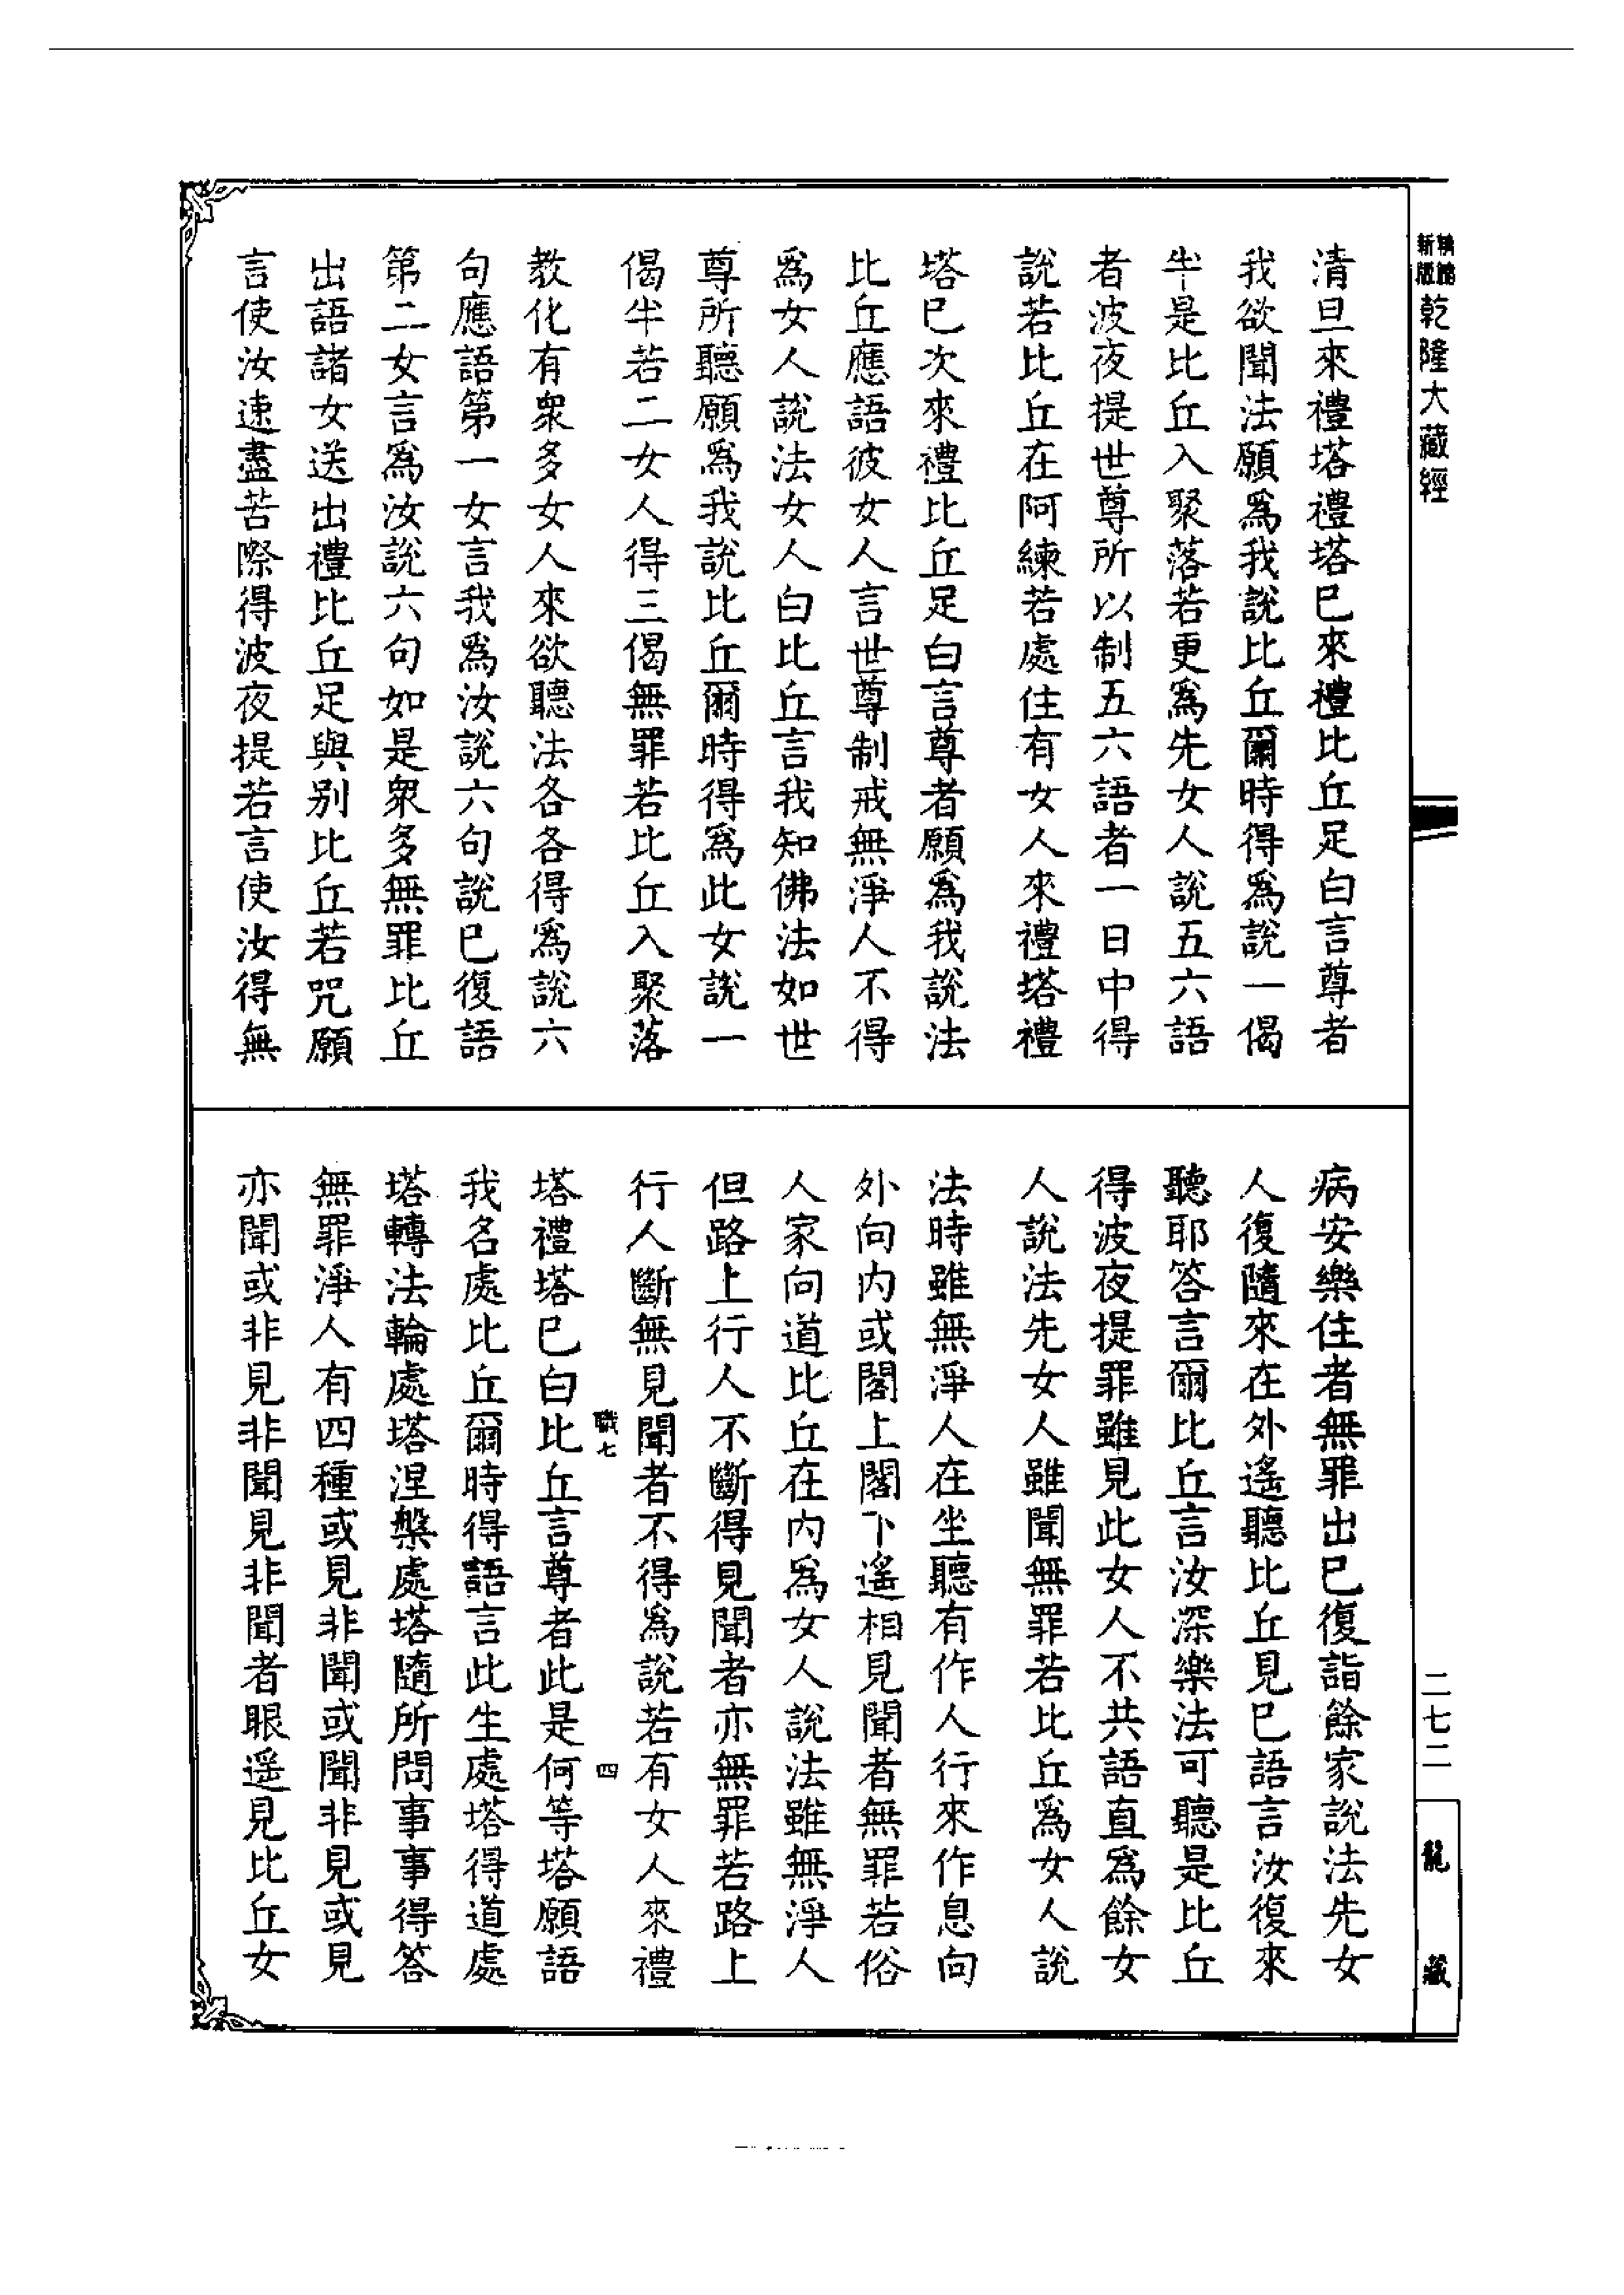 精編新版
乾隆大藏經
清旦來禮塔禮塔巳來禮比丘足白言尊者
我欲聞法願爲我說比丘爾時得爲說一偈
半是比丘入聚落若更爲先女人說五六語
者波夜提世尊所以制五六語者一日中得
說若比丘在阿練若處住有女人來禮塔禮
塔巳次來禮比丘足白言尊者願爲我說法
比丘應語彼女人言世尊制戒無淨人不得
爲女人說法女人白比丘言我知佛法如世
尊所聽願爲我說比丘爾時得爲此女說一
偈半若二女人得三偈無罪若比丘入聚落
教化有衆多女人來欲聽法各各得爲說六
句應語第一女言我爲汝說六句說巳復語
第二女言爲汝說六句如是衆多無罪比丘
出語諸女送出禮比丘足與別比丘若咒願
言使汝速盡苦際得波夜提若言使汝得無
病安樂住者無罪出巳復詣餘家說法先女
人復隨來在外遙聽比丘見巳語言汝復來
聽耶答言爾比丘言汝深樂法可聽是比丘
得波夜提罪雖見此女人不共語直爲餘女
人說法先女人雖聞無罪若比丘爲女人說
法時雖無淨人在坐聽有作人行來作息向
外向內或閣上閣下遙相見聞者無罪若俗
人家向道比丘在內爲女人說法雖無淨人
但路上行人不斷得見聞者亦無罪若路上
行人斷無見聞者不得爲說若有女人來禮
職七 四
塔禮塔巳白比丘言尊者此是何等塔願語
我名處比丘爾時得語言此生處塔得道處
塔轉法輪處塔涅槃處塔隨所問事事得答
無罪淨人有四種或見非聞或聞非見或見
亦聞或非見非聞見非聞者眼遥見比丘女
二七二
龍藏